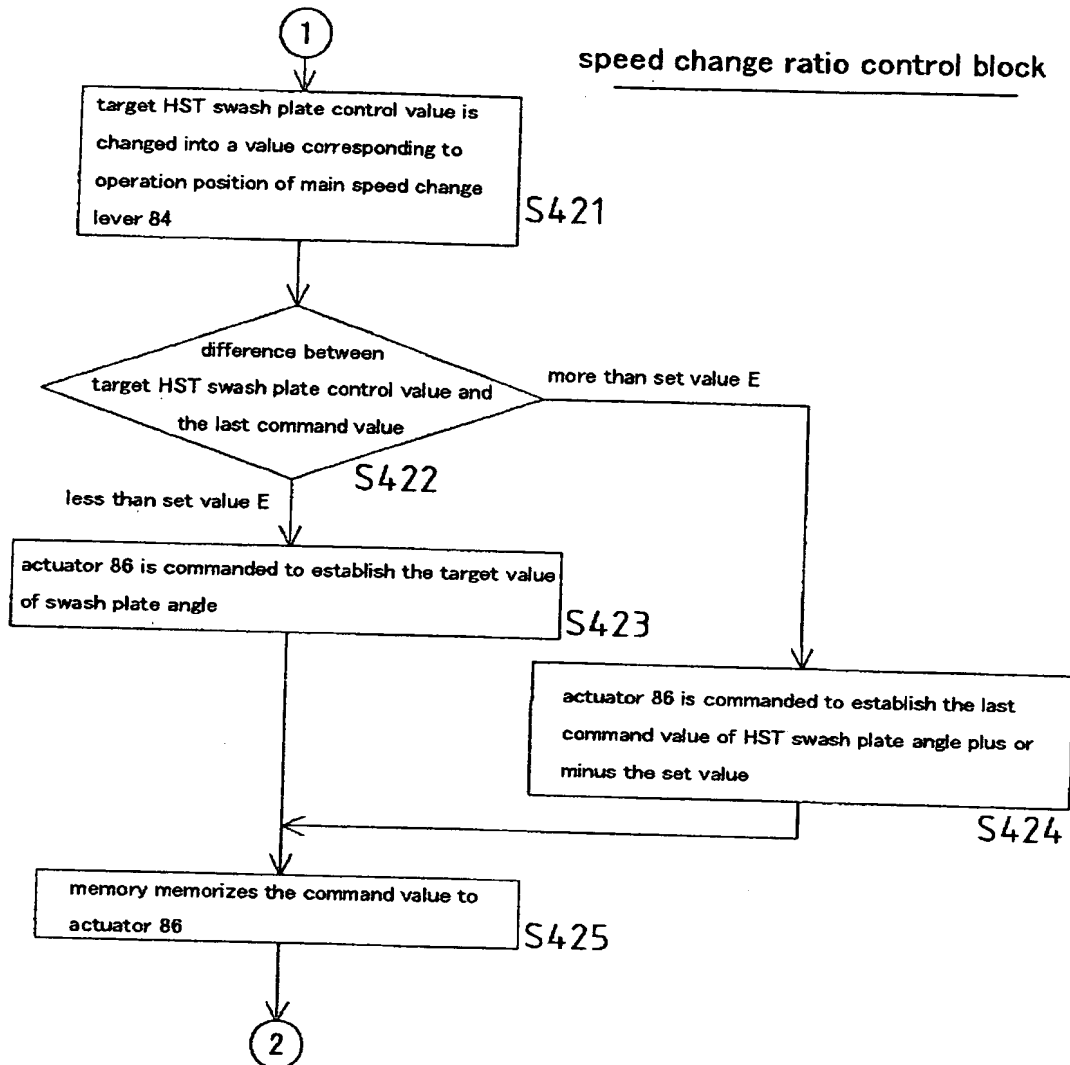 1
speed change ratio control block
target HST swash plate control value is
changed into a value corresponding to
operation position of main speed change
lever 84
S421
difference between
target HST swash plate control value and
the last command value
more than set value E
S422
less than set value E
actuator 86 is commanded to establish the target value
of swash plate angle
S423
actuator 86 is commanded to establish the last
command value of HST swash plate angle plus or
minus the set value
S424
memory memorizes the command value to
actuator 86
S425
2